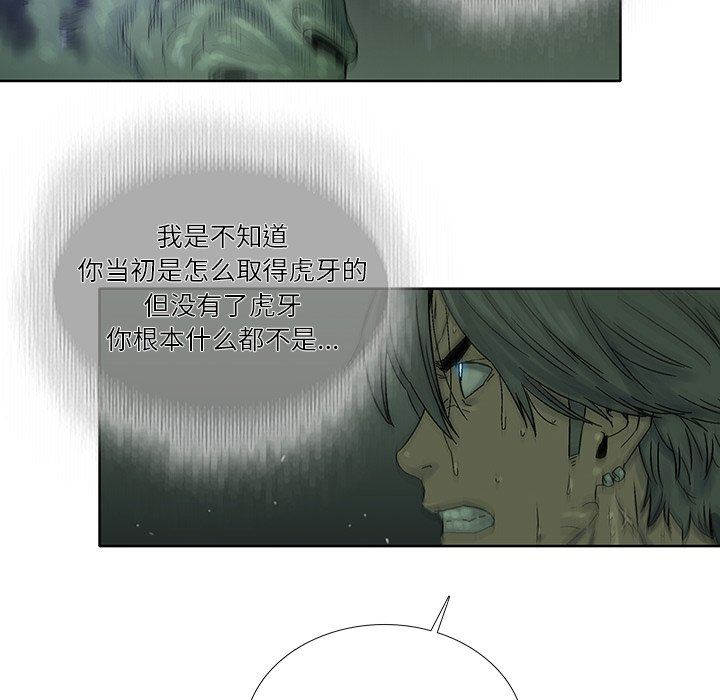 我是不知道
你当初是怎么取得虎牙的
但没有了虎牙
你根本什么都不是...